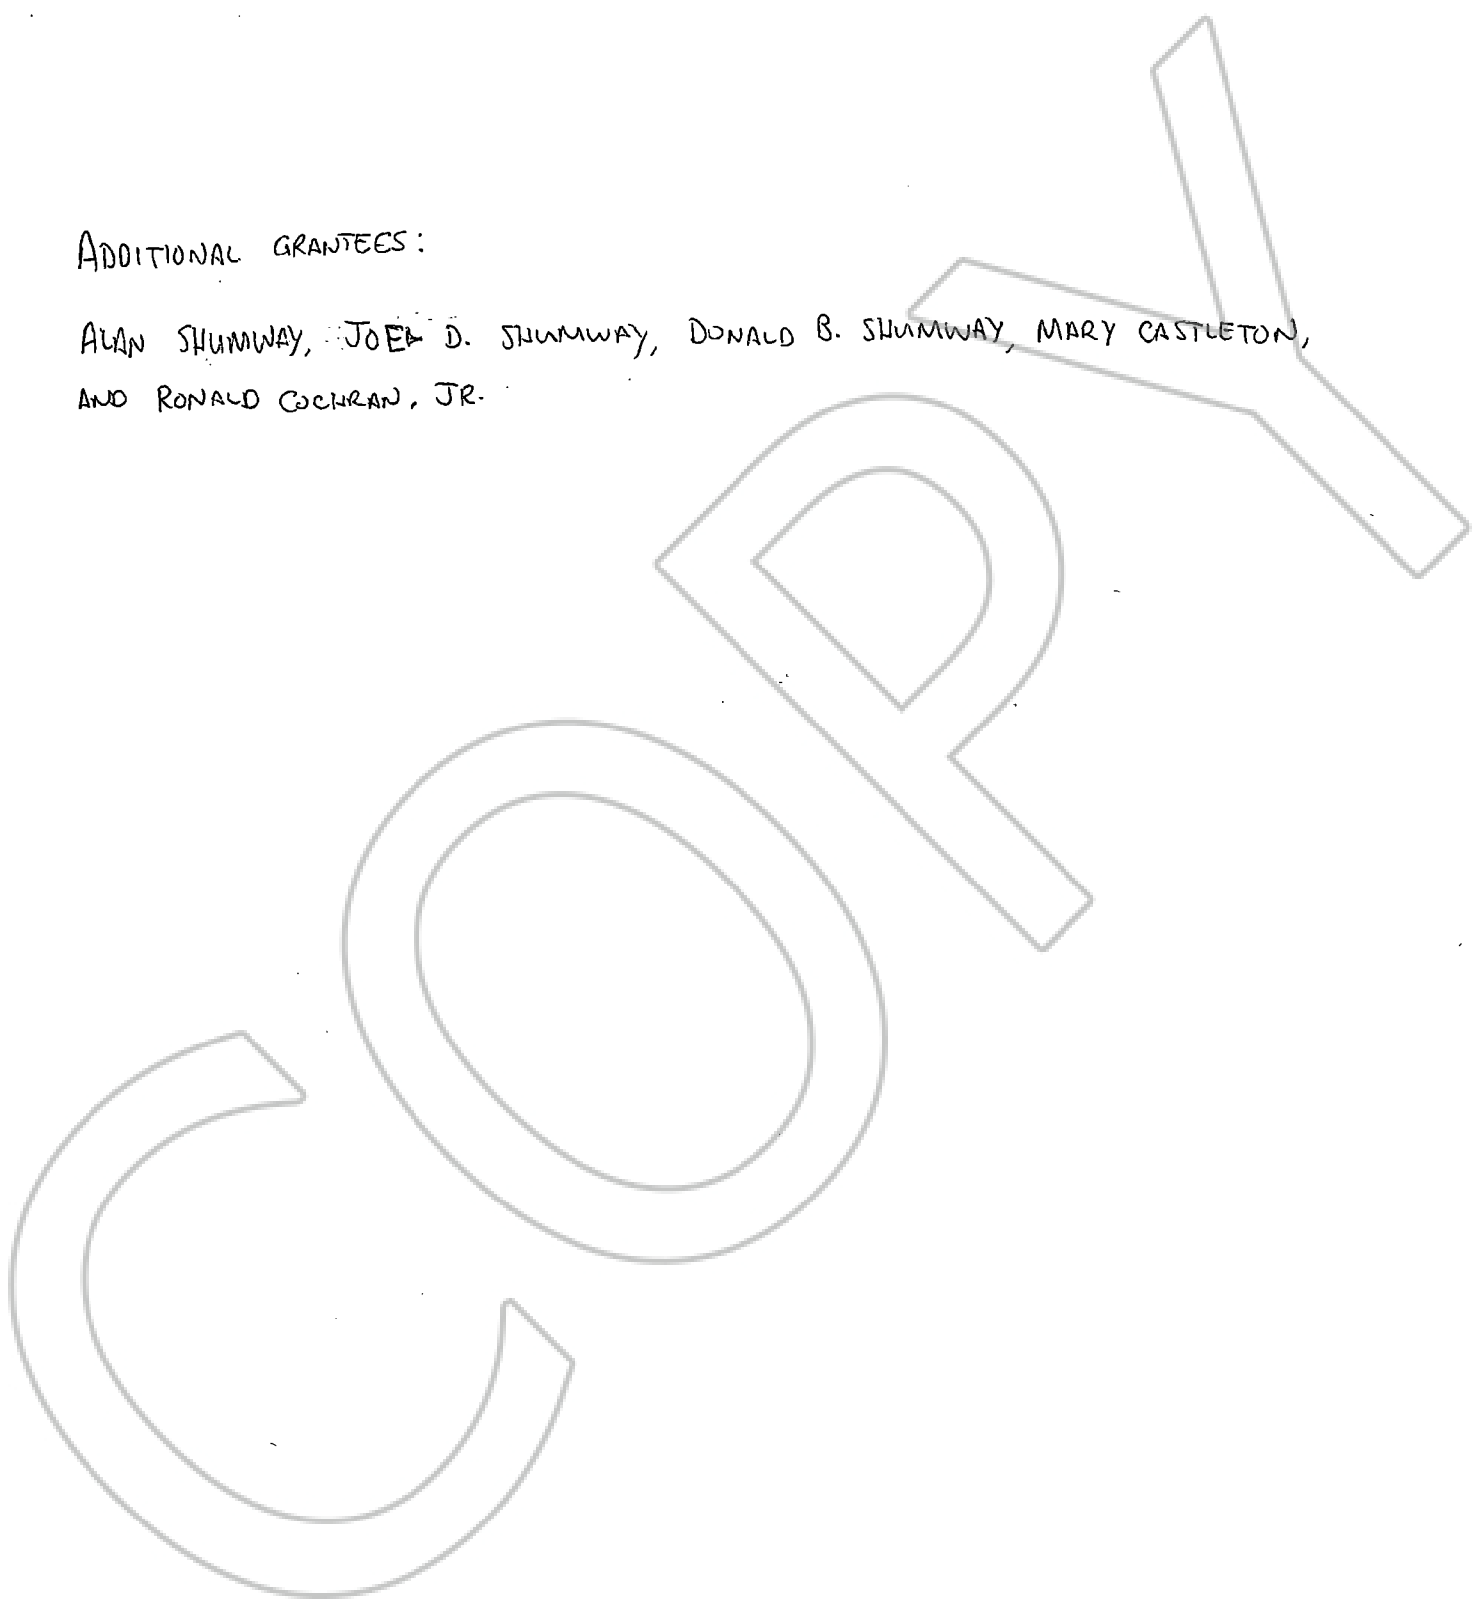 ADDITIONAL GRANTEES:
ALAN SHUMWAY, JOEL D. SHUMWAY, DONALD B. SHUMWAY, MARY CASTLETON,
AND RONALD COCHRAN, JR.
COPY